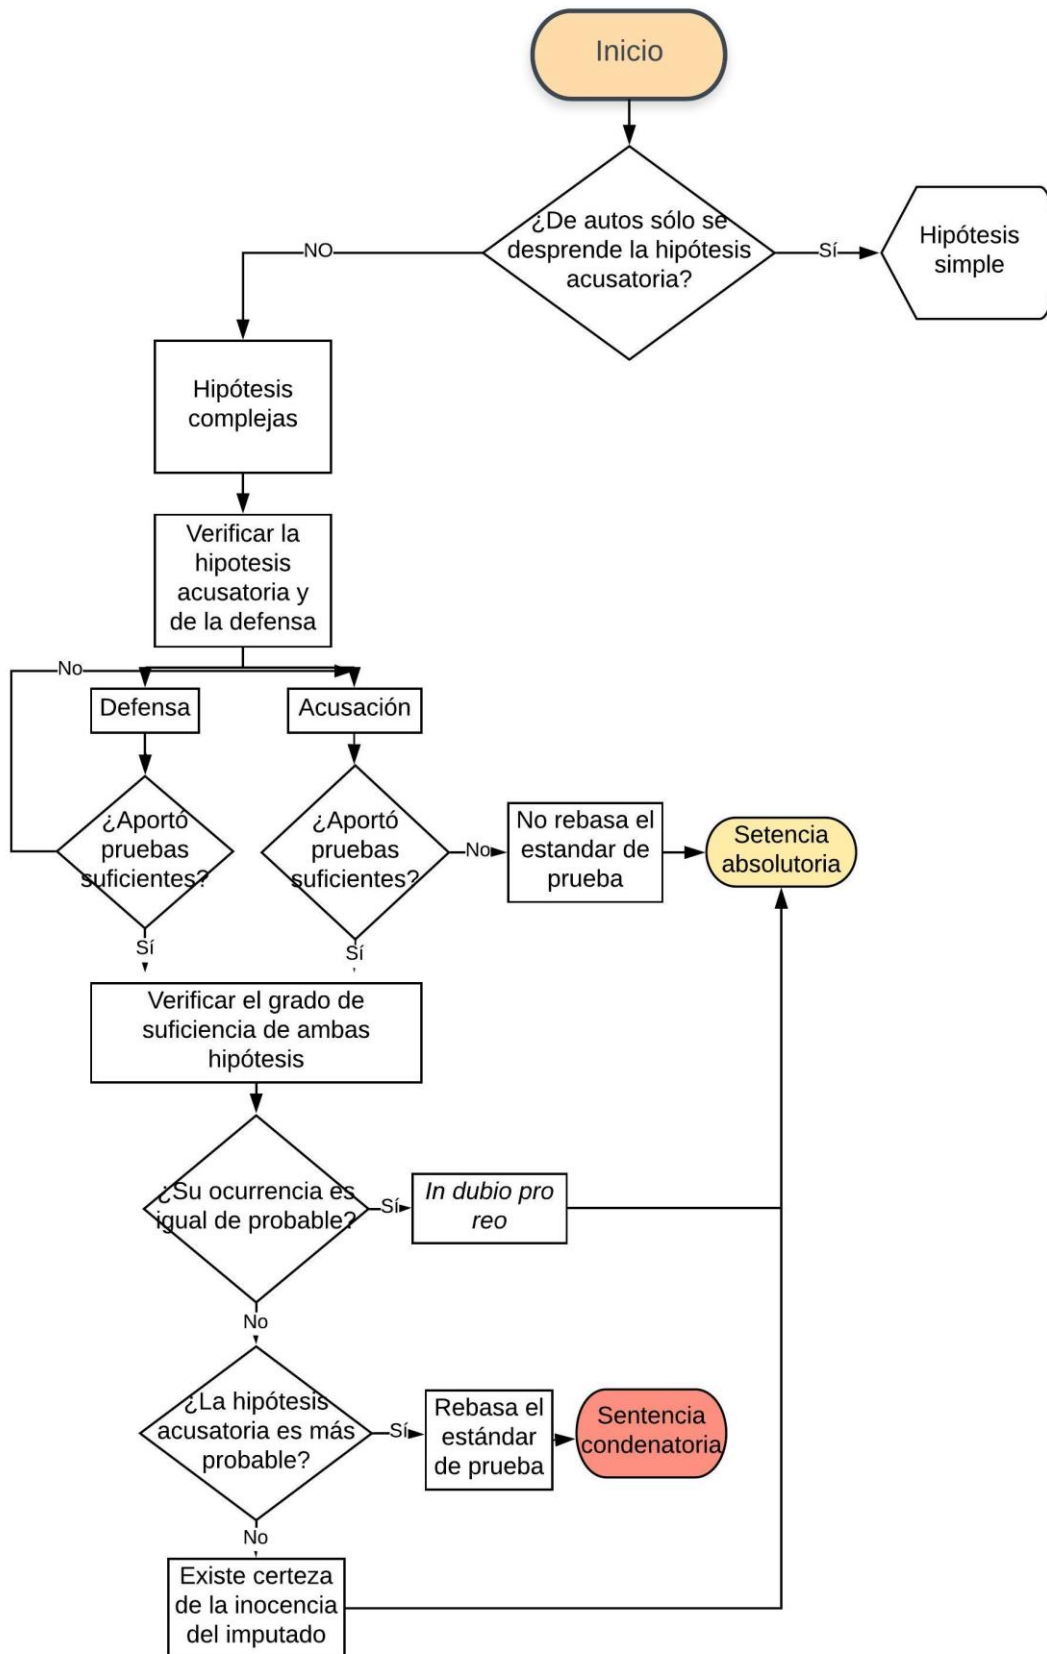 Inicio
¿De autos sólo se
desprende la hipótesis
acusatoria?
NO
Sí
Hipótesis
simple
Hipótesis
complejas
Verificar la
hipotesis
acusatoria y
de la defensa
No
Defensa
Acusación
¿Aportó
pruebas
suficientes?
¿Aportó
pruebas
suficientes?
No
No rebasa el
estandar de
prueba
Setencia
absolutoria
Sí
Sí
Verificar el grado de
suficiencia de ambas
hipótesis
¿Su ocurrencia es
igual de probable?
Sí
In dubio pro
reo
No
¿La hipótesis
acusatoria es más
probable?
Sí
Rebasa el
estándar
de prueba
Sentencia
condenatoria
No
Existe certeza
de la inocencia
del imputado